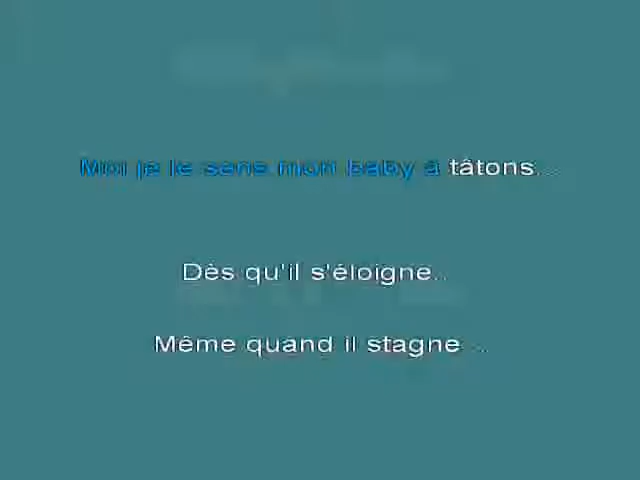 Moi je le sens mon baby à tâtons...
Dès qu'il s'éloigne...
Même quand il stagne ...